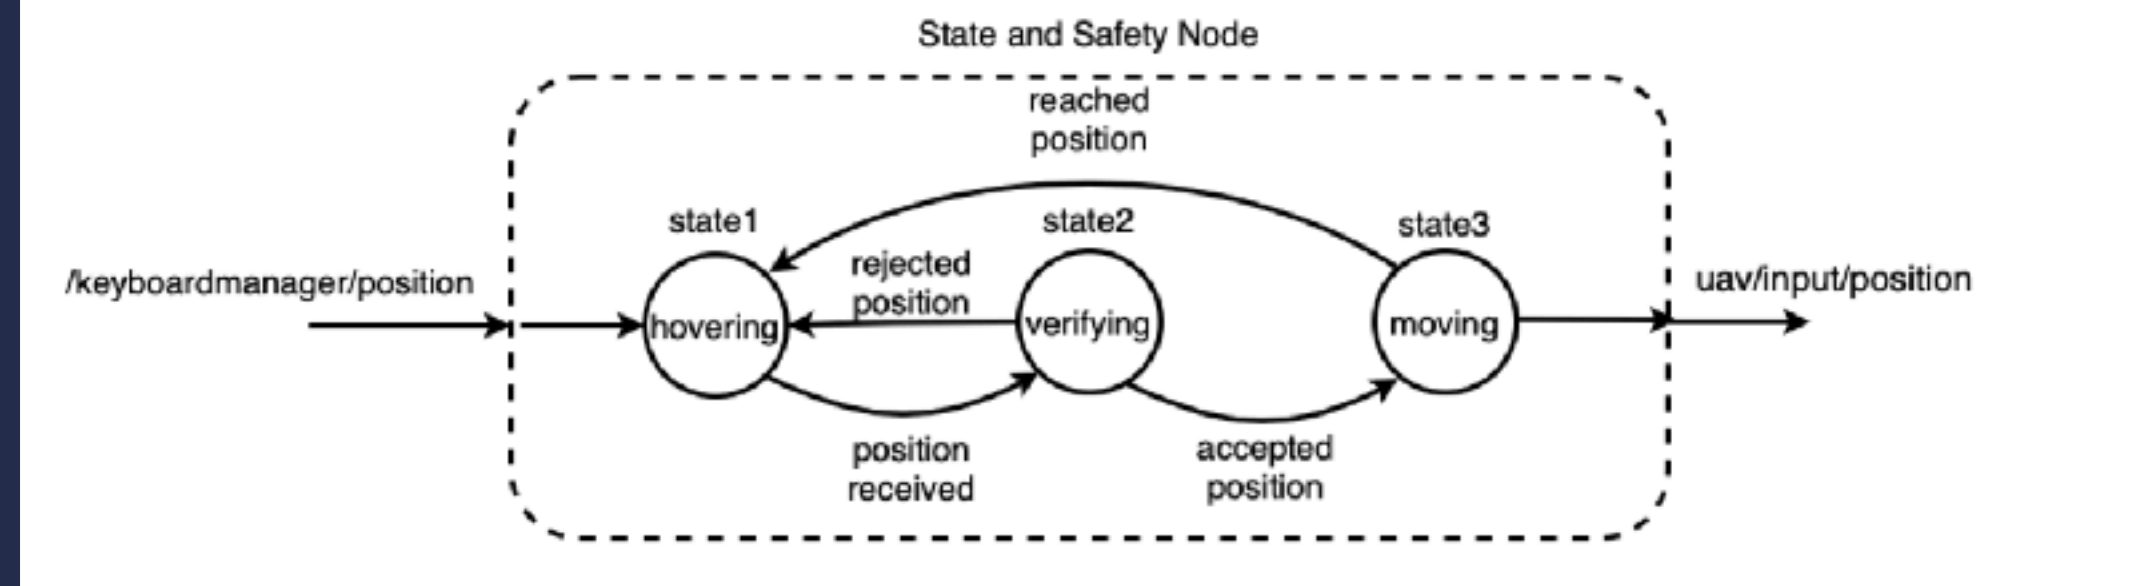 State and Safety Node
reached
position
state1
state2
state3
/keyboardmanager/position
rejected
position
uav/input/position
hovering
verifying
moving
position
received
accepted
position